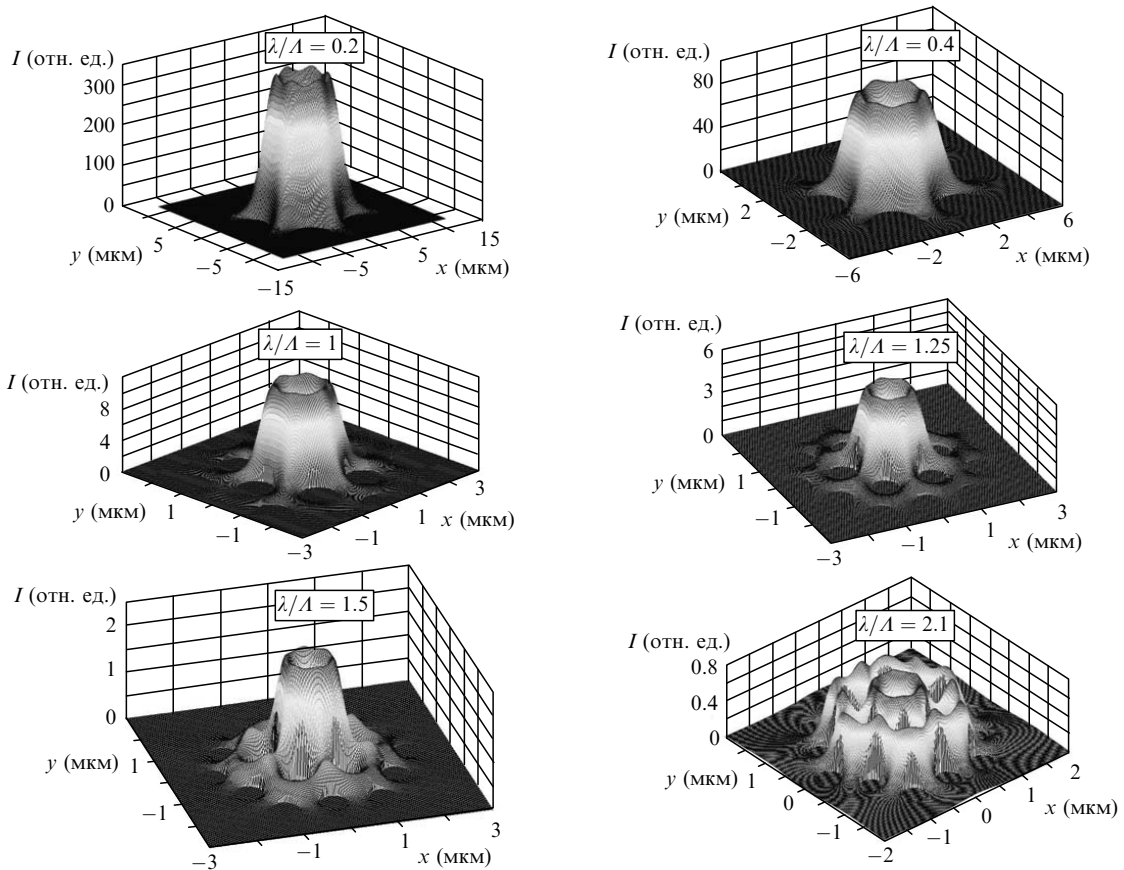 I (отн. ед.)
λ/Λ = 0.2
300
200
100
0
y (мкм)
5
−5
−15
−5
5
15
x (мкм)
I (отн. ед.)
λ/Λ = 0.4
80
40
0
y (мкм)
2
−2
−6
−2
2
6
x (мкм)
I (отн. ед.)
λ/Λ = 1
8
4
0
y (мкм)
1
−1
−3
−1
1
3
x (мкм)
I (отн. ед.)
λ/Λ = 1.25
6
3
0
y (мкм)
1
−1
−3
−1
1
3
x (мкм)
I (отн. ед.)
λ/Λ = 1.5
2
1
0
y (мкм)
1
−1
−3
−1
1
3
x (мкм)
I (отн. ед.)
λ/Λ = 2.1
0.8
0.4
0
y (мкм)
1
0
−1
−2
−1
0
1
2
x (мкм)